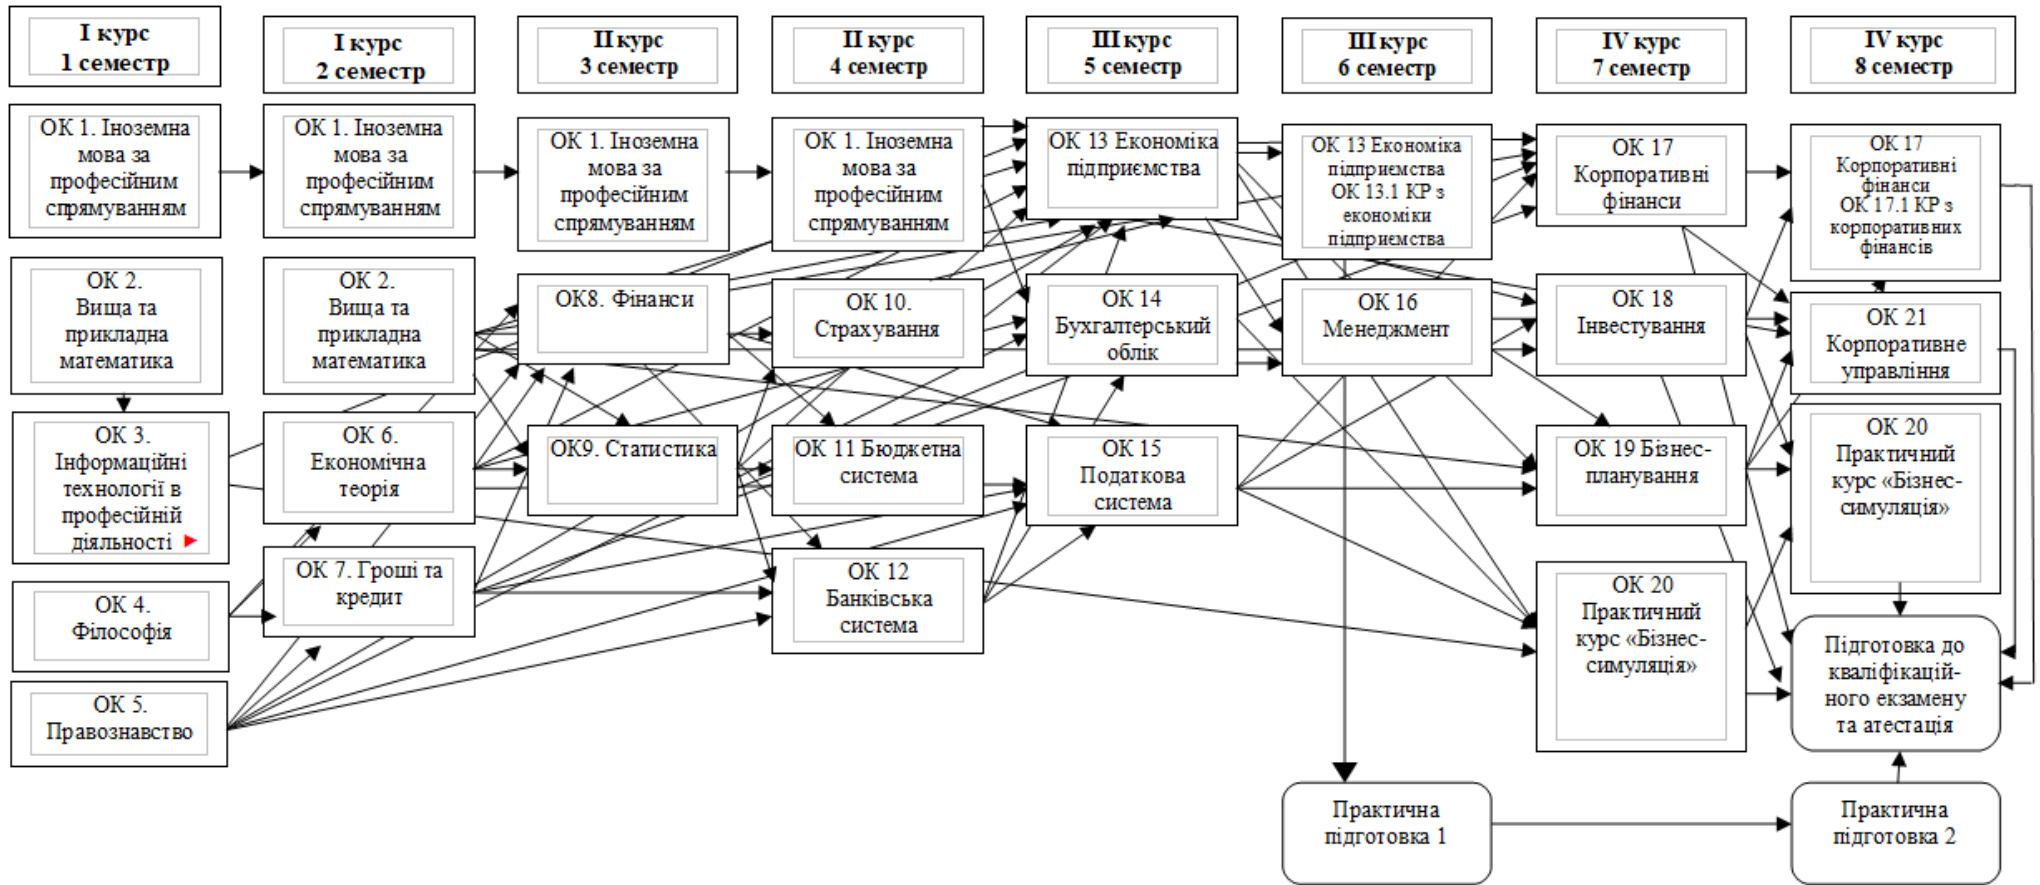 I курс
1 семестр
I курс
2 семестр
II курс
3 семестр
II курс
4 семестр
III курс
5 семестр
III курс
6 семестр
IV курс
7 семестр
IV курс
8 семестр
ОК 1. Іноземна
мова за
професійним
спрямуванням
ОК 1. Іноземна
мова за
професійним
спрямуванням
ОК 1. Іноземна
мова за
професійним
спрямуванням
ОК 1. Іноземна
мова за
професійним
спрямуванням
ОК 13 Економіка
підприємства
ОК 13 Економіка
підприємства
ОК 13.1 КР з
економіки
підприємства
ОК 17
Корпоративні
фінанси
ОК 17
Корпоративні
фінанси
ОК 17.1 КР з
корпоративних
фінансів
ОК 2.
Вища та
прикладна
математика
ОК 2.
Вища та
прикладна
математика
ОК8. Фінанси
ОК 10.
Страхування
ОК 14
Бухгалтерський
облік
ОК 16
Менеджмент
ОК 18
Інвестування
ОК 21
Корпоративне
управління
ОК 3.
Інформаційні
технології в
професійній
діяльності
ОК 6.
Економічна
теорія
ОК9. Статистика
ОК 11 Бюджетна
система
ОК 15
Податкова
система
ОК 19 Бізнес-
планування
ОК 20
Практичний
курс «Бізнес-
симуляція»
ОК 4.
Філософія
ОК 7. Гроші та
кредит
ОК 12
Банківська
система
ОК 20
Практичний
курс «Бізнес-
симуляція»
Підготовка до
кваліфікацій-
ного екзамену
та атестація
ОК 5.
Правознавство
Практична
підготовка 1
Практична
підготовка 2